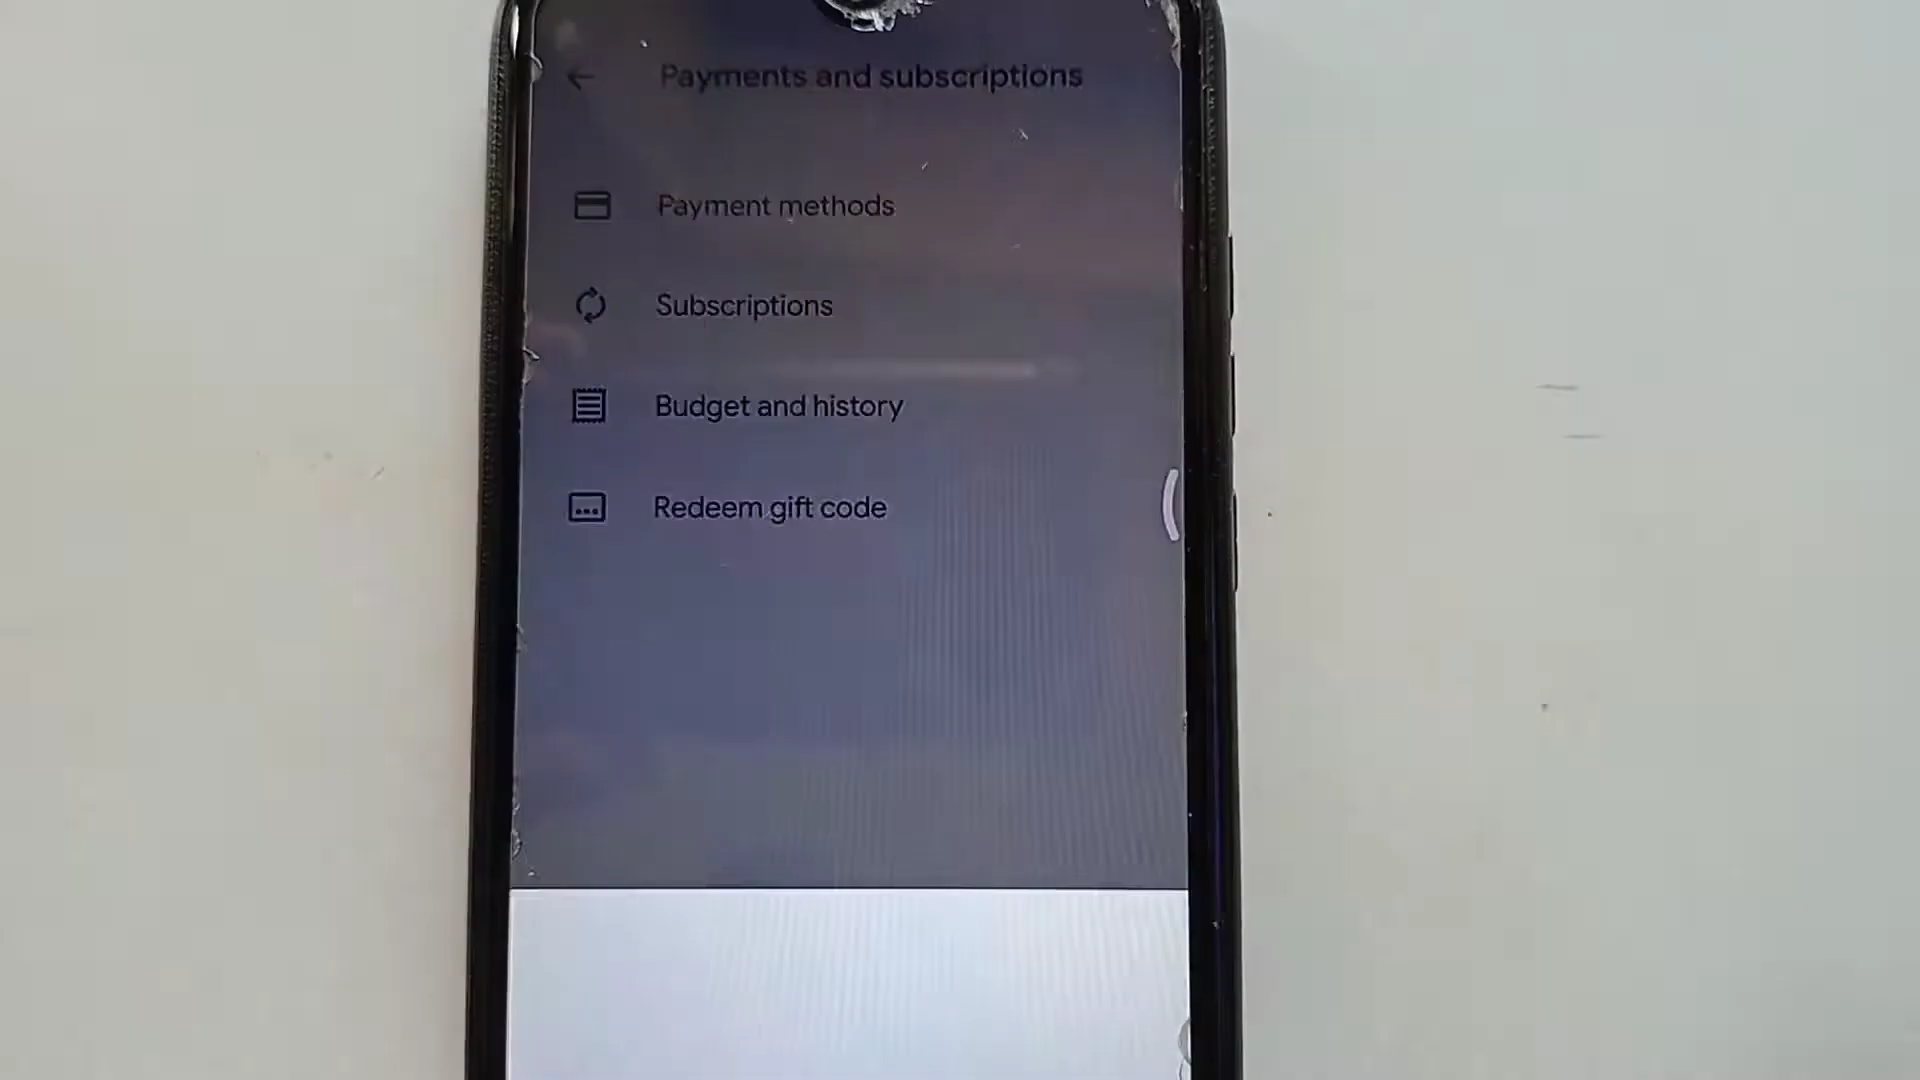 Payments and subscriptions
Payment methods
Subscriptions
Budget and history
Redeem gift code